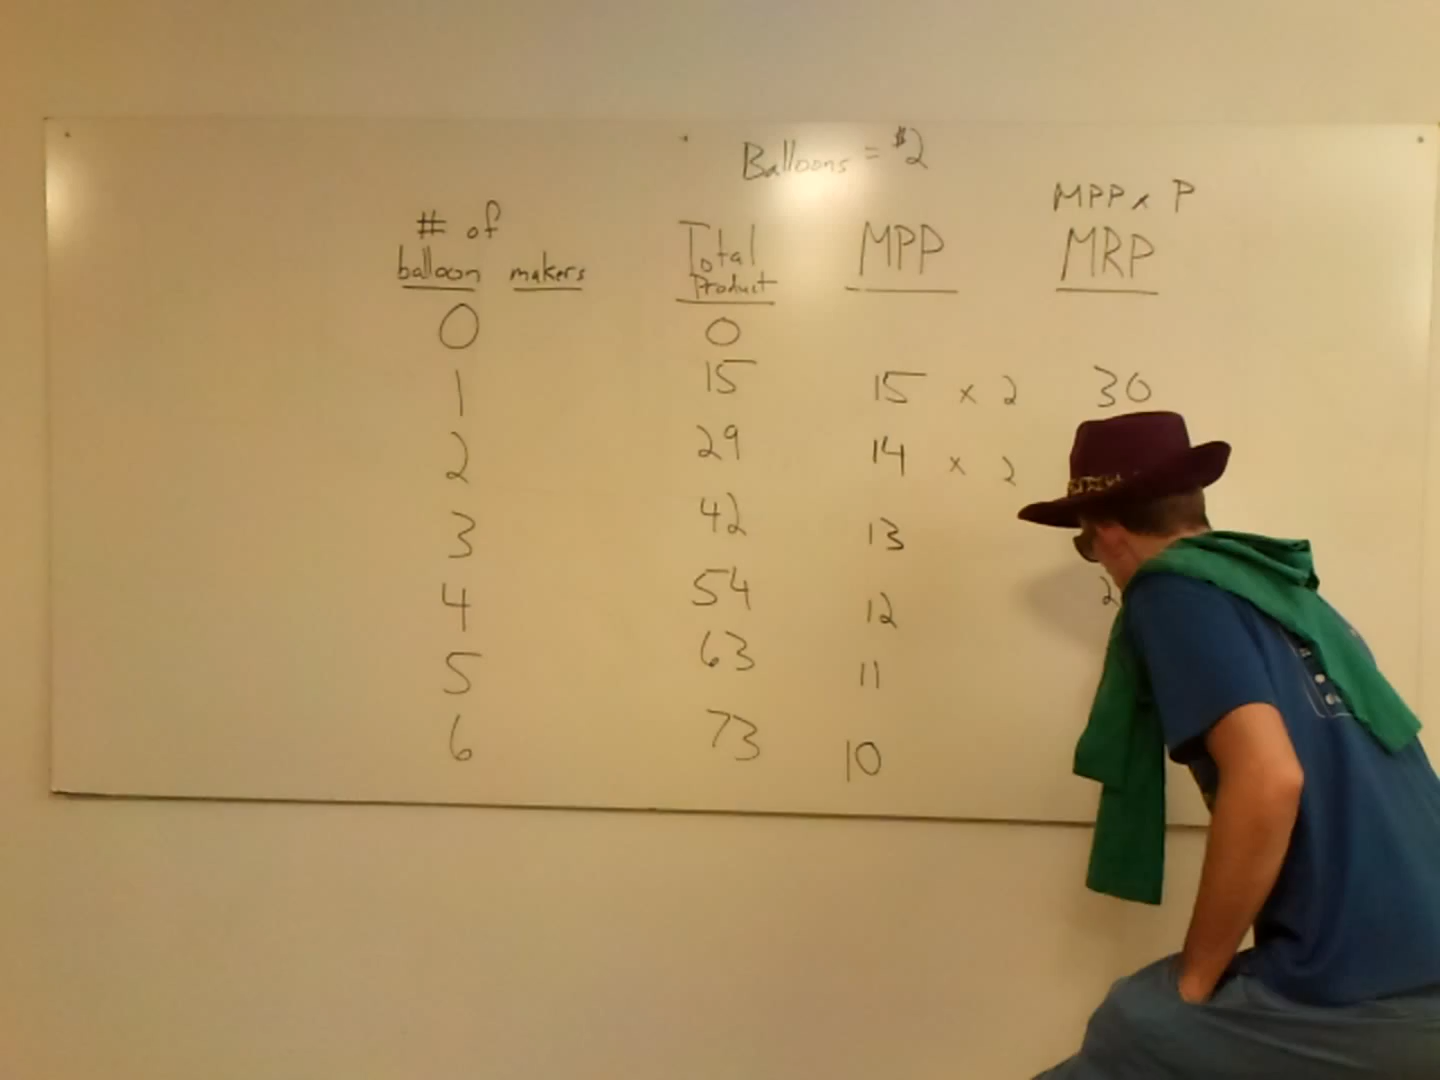 Balloons = $2
MPP x P
# of balloon makers Total Product MPP MRP
0 0
1 15 15 x 2 30
2 29 14 x 2
3 42 13
4 54 12 2
5 63 11
6 73 10